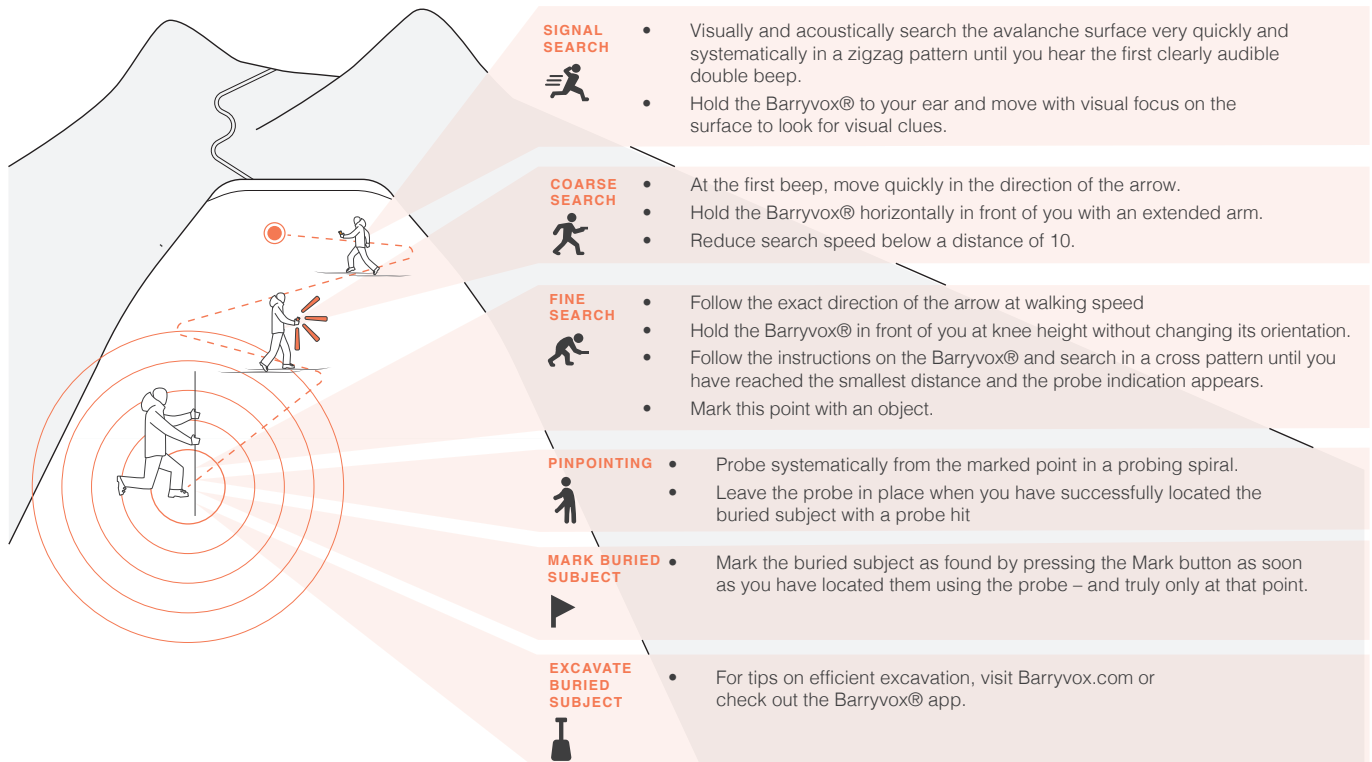 SIGNAL
SEARCH
• Visually and acoustically search the avalanche surface very quickly and
systematically in a zigzag pattern until you hear the first clearly audible
double beep.
• Hold the Barryvox® to your ear and move with visual focus on the
surface to look for visual clues.
COARSE
SEARCH
• At the first beep, move quickly in the direction of the arrow.
• Hold the Barryvox® horizontally in front of you with an extended arm.
• Reduce search speed below a distance of 10.
FINE
SEARCH
• Follow the exact direction of the arrow at walking speed
• Hold the Barryvox® in front of you at knee height without changing its orientation.
• Follow the instructions on the Barryvox® and search in a cross pattern until you
have reached the smallest distance and the probe indication appears.
• Mark this point with an object.
PINPOINTING
• Probe systematically from the marked point in a probing spiral.
• Leave the probe in place when you have successfully located the
buried subject with a probe hit
MARK BURIED
SUBJECT
• Mark the buried subject as found by pressing the Mark button as soon
as you have located them using the probe – and truly only at that point.
EXCAVATE
BURIED
SUBJECT
• For tips on efficient excavation, visit Barryvox.com or
check out the Barryvox® app.